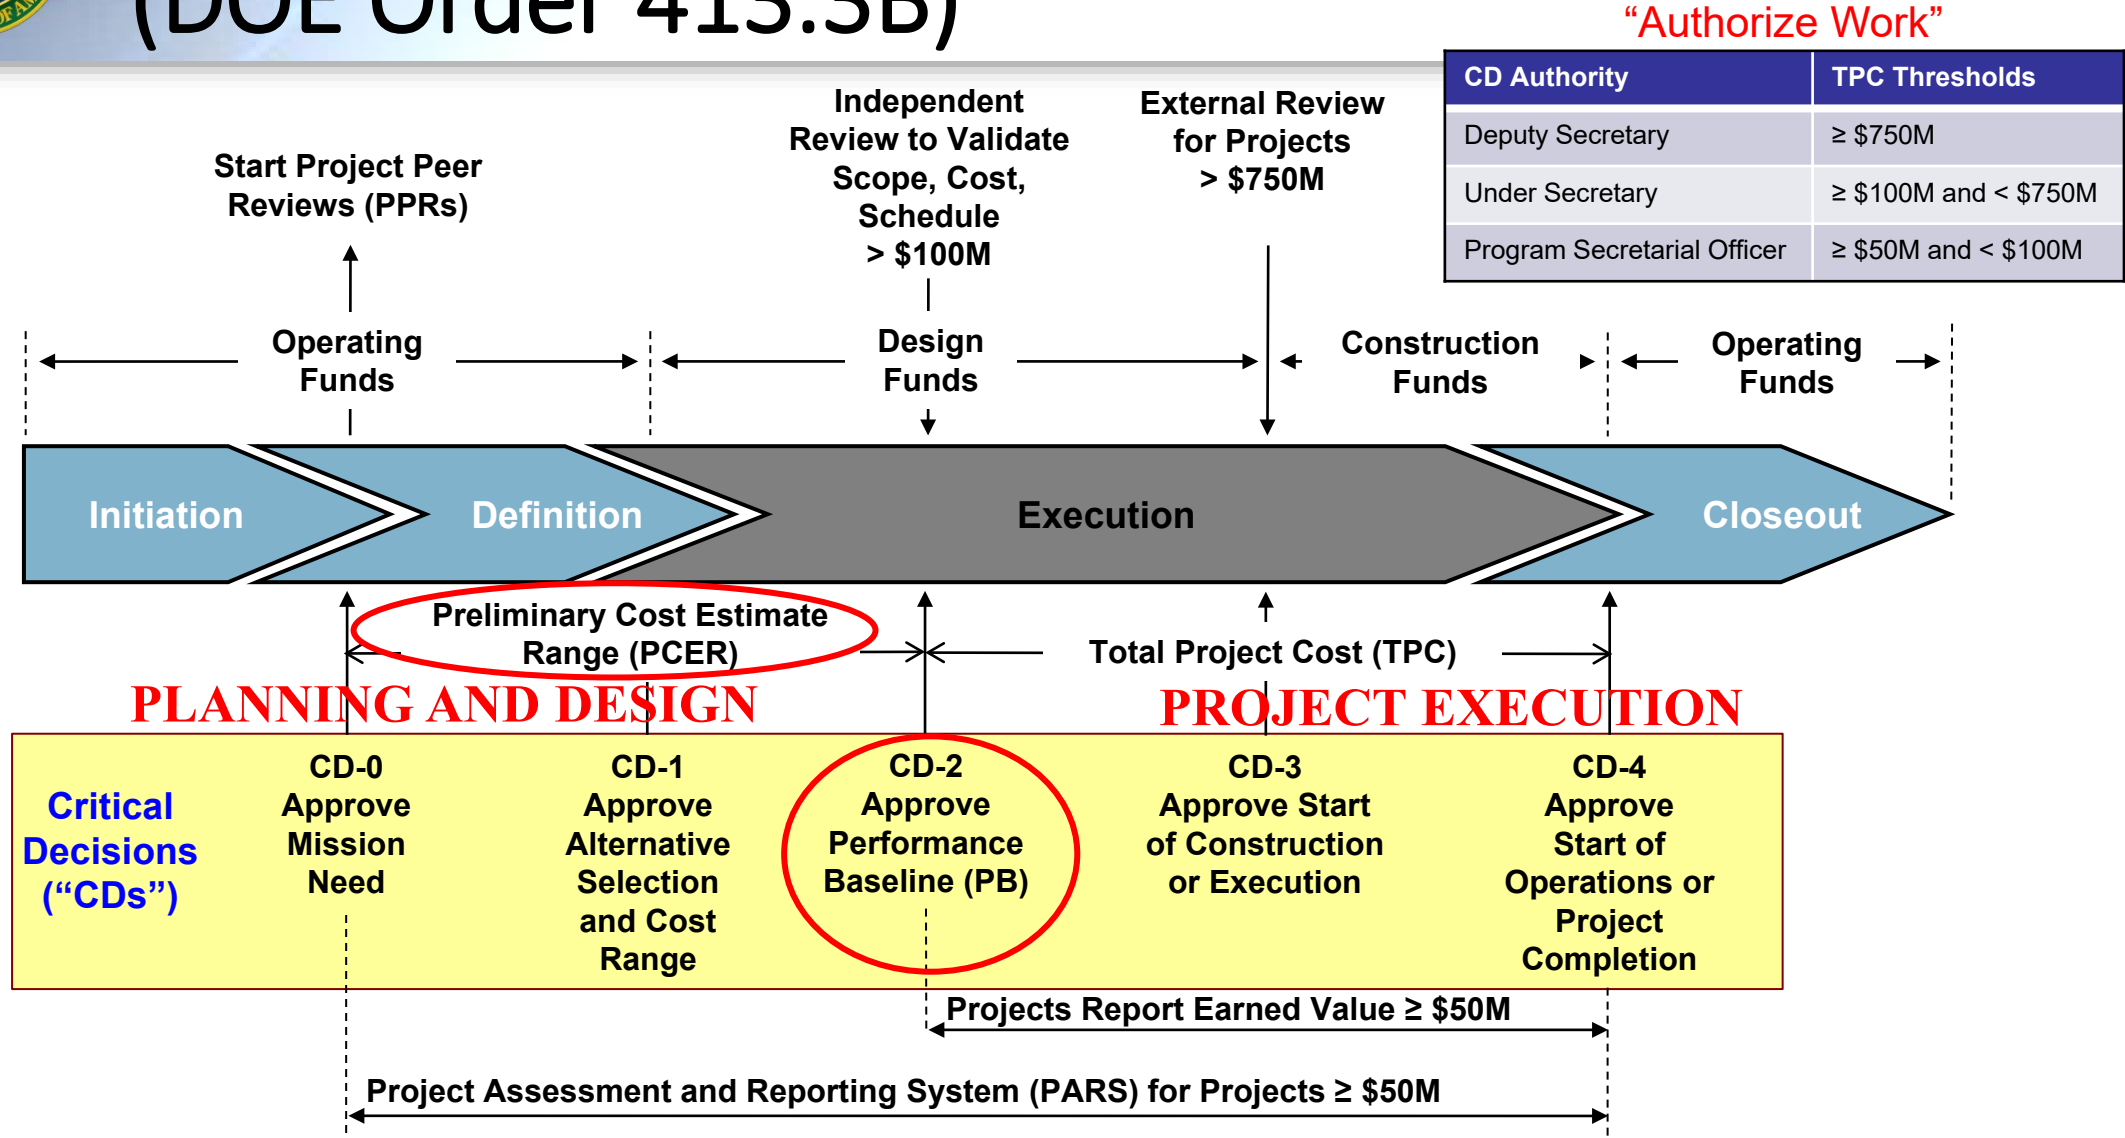 (DOE Order 413.3B)
“Authorize Work”
CD Authority TPC Thresholds
Deputy Secretary ≥ $750M
Under Secretary ≥ $100M and < $750M
Program Secretarial Officer ≥ $50M and < $100M
Start Project Peer
Reviews (PPRs)
Independent
Review to Validate
Scope, Cost,
Schedule
> $100M
External Review
for Projects
> $750M
Operating
Funds
Design
Funds
Construction
Funds
Operating
Funds
Initiation
Definition
Execution
Closeout
Preliminary Cost Estimate
Range (PCER)
Total Project Cost (TPC)
PLANNING AND DESIGN
PROJECT EXECUTION
Critical
Decisions
(“CDs”)
CD-0
Approve
Mission
Need
CD-1
Approve
Alternative
Selection
and Cost
Range
CD-2
Approve
Performance
Baseline (PB)
CD-3
Approve Start
of Construction
or Execution
CD-4
Approve
Start of
Operations or
Project
Completion
Projects Report Earned Value ≥ $50M
Project Assessment and Reporting System (PARS) for Projects ≥ $50M